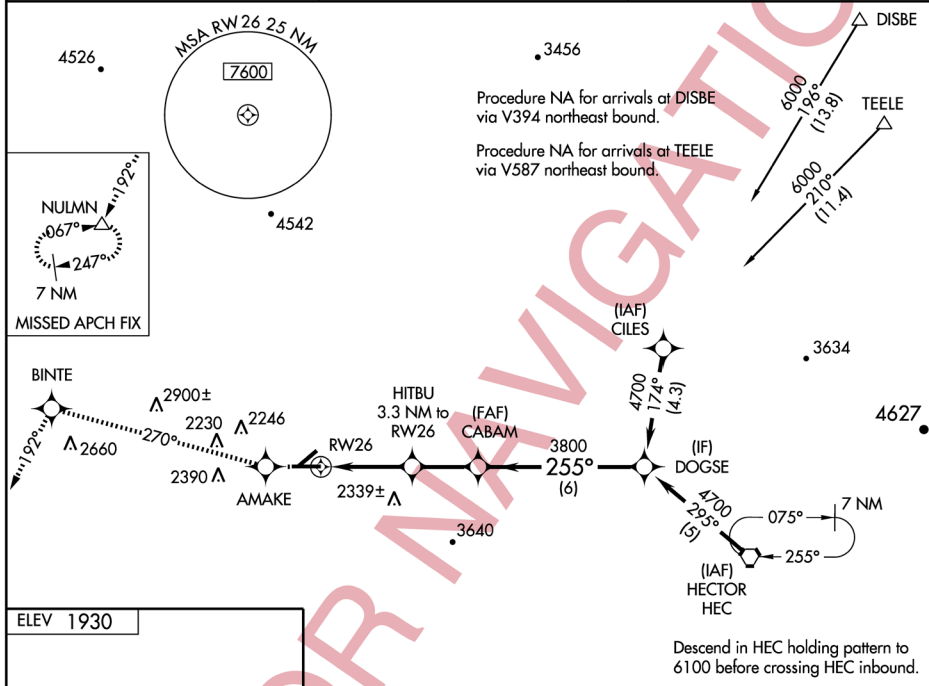 MSA RW 26 25 NM
7600
4526
3456
DISBE
6000
196°
(13.8)
TEELE
6000
210°
(11.4)
Procedure NA for arrivals at DISBE
via V394 northeast bound.
Procedure NA for arrivals at TEELE
via V587 northeast bound.
192°
NULMN
067°
247°
7 NM
MISSED APCH FIX
4542
(IAF)
CILES
4700
174°
(4.3)
3634
4627
BINTE
2900±
2230
2246
270°
192°
2660
2390
AMAKE
RW26
HITBU
3.3 NM to
RW26
(FAF)
CABAM
3800
255°
(6)
(IF)
DOGSE
2339±
3640
4700
295°
(5)
075°
7 NM
255°
(IAF)
HECTOR
HEC
ELEV 1930
Descend in HEC holding pattern to
6100 before crossing HEC inbound.
OR NAVIGATIO